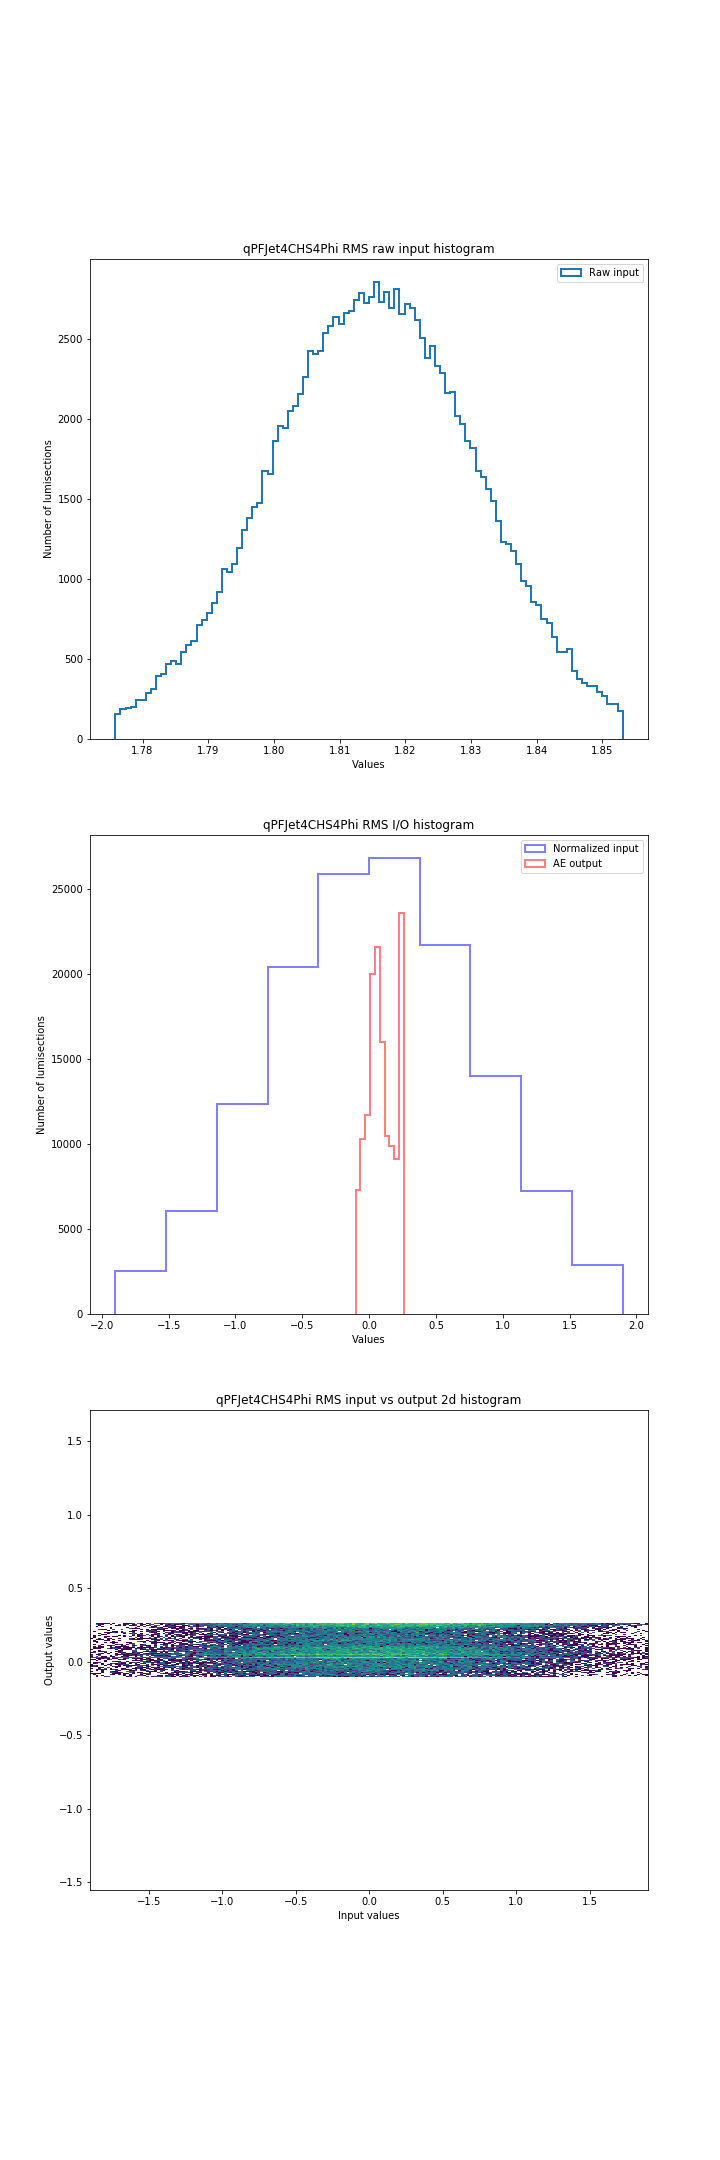 qPFJet4CHS4Phi RMS raw input histogram
Raw input
Number of lumisections
2500
2000
1500
1000
500
0
1.78 1.79 1.80 1.81 1.82 1.83 1.84 1.85
Values
qPFJet4CHS4Phi RMS I/O histogram
Normalized input
AE output
Number of lumisections
25000
20000
15000
10000
5000
0
−2.0 −1.5 −1.0 −0.5 0.0 0.5 1.0 1.5 2.0
Values
qPFJet4CHS4Phi RMS input vs output 2d histogram
Output values
1.5
1.0
0.5
0.0
−0.5
−1.0
−1.5
−1.5 −1.0 −0.5 0.0 0.5 1.0 1.5
Input values